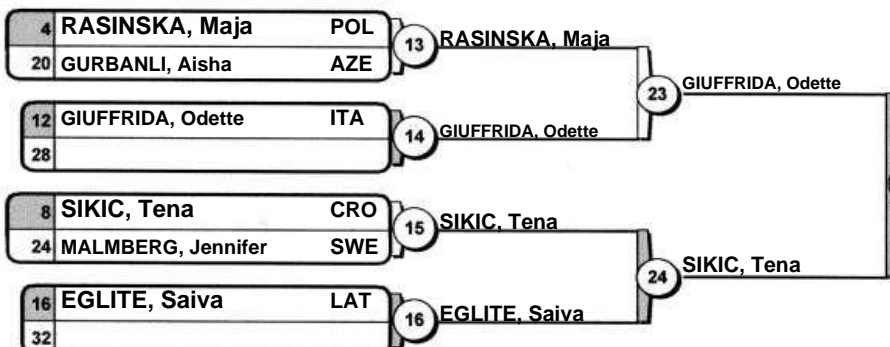 4 RASINSKA, Maja POL
20 GURBANLI, Aisha AZE
13 RASINSKA, Maja
12 GIUFFRIDA, Odette ITA
28
14 GIUFFRIDA, Odette
23 GIUFFRIDA, Odette
8 SIKIC, Tena CRO
24 MALMBERG, Jennifer SWE
15 SIKIC, Tena
16 EGLITE, Saiva LAT
32
16 EGLITE, Saiva
24 SIKIC, Tena